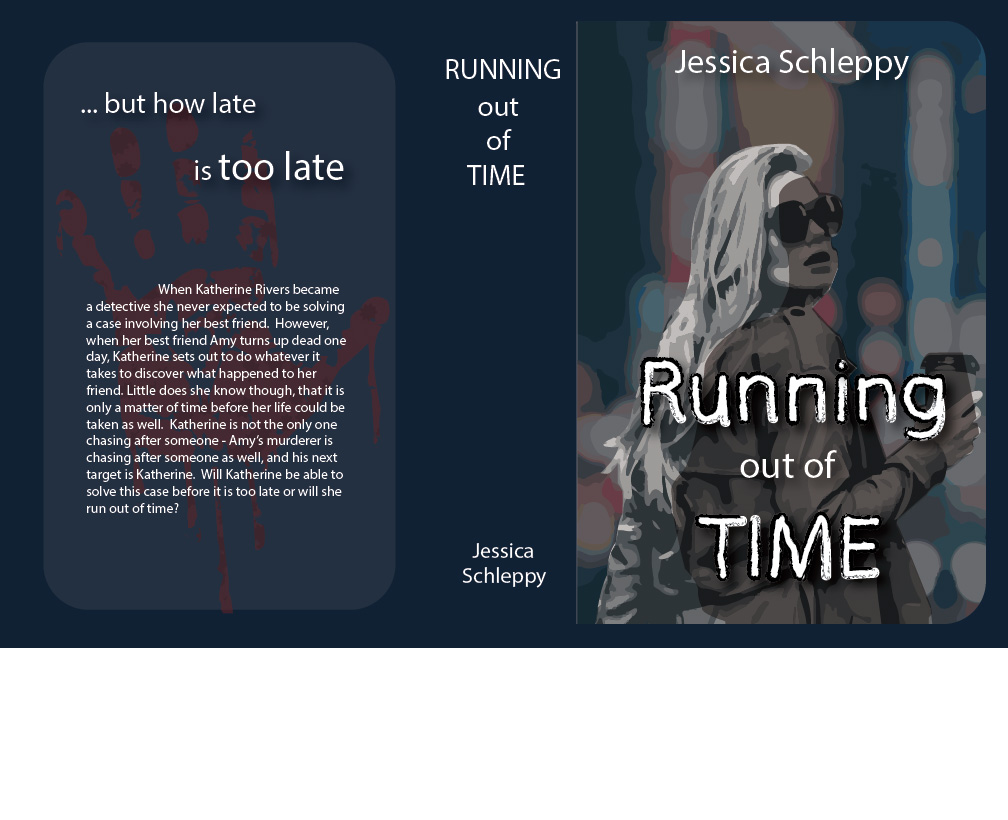 ... but how late
is too late
When Katherine Rivers became
a detective she never expected to be solving
a case involving her best friend.  However,
when her best friend Amy turns up dead one
day, Katherine sets out to do whatever it
takes to discover what happened to her
friend. Little does she know though, that it is
only a matter of time before her life could be
taken as well.  Katherine is not the only one
chasing after someone - Amy's murderer is
chasing after someone as well, and his next
target is Katherine.  Will Katherine be able to
solve this case before it is too late or will she
run out of time?
RUNNING
out
of
TIME
Jessica
Schleppy
Jessica Schleppy
Running
out of
TIME